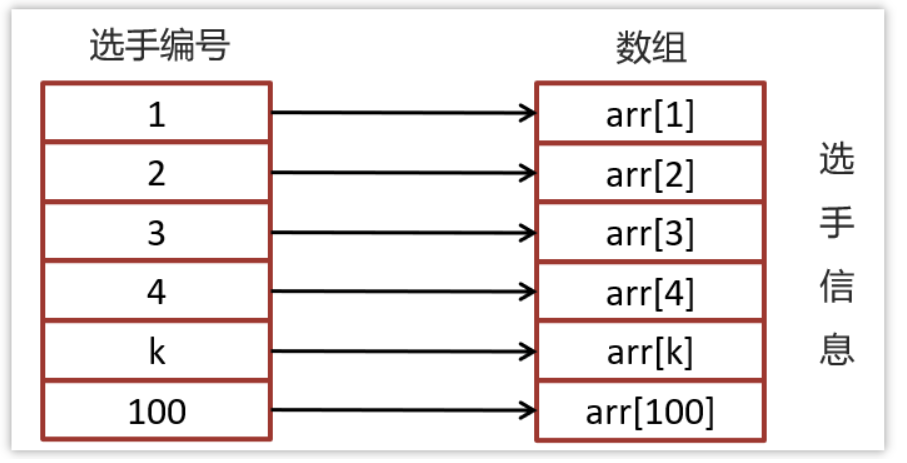 选手编号 数组
1 arr[1]
2 arr[2]
3 arr[3]
4 arr[4]
k arr[k]
100 arr[100]
选手信息